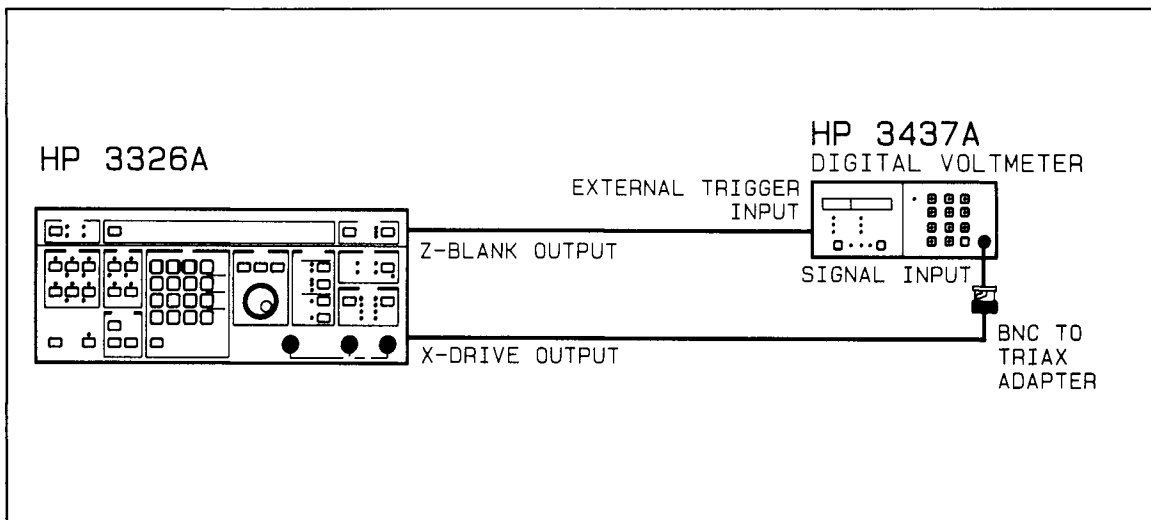 HP 3326A
HP 3437A
DIGITAL VOLTMETER
EXTERNAL TRIGGER
INPUT
Z-BLANK OUTPUT
SIGNAL INPUT
X-DRIVE OUTPUT
BNC TO
TRIAX
ADAPTER